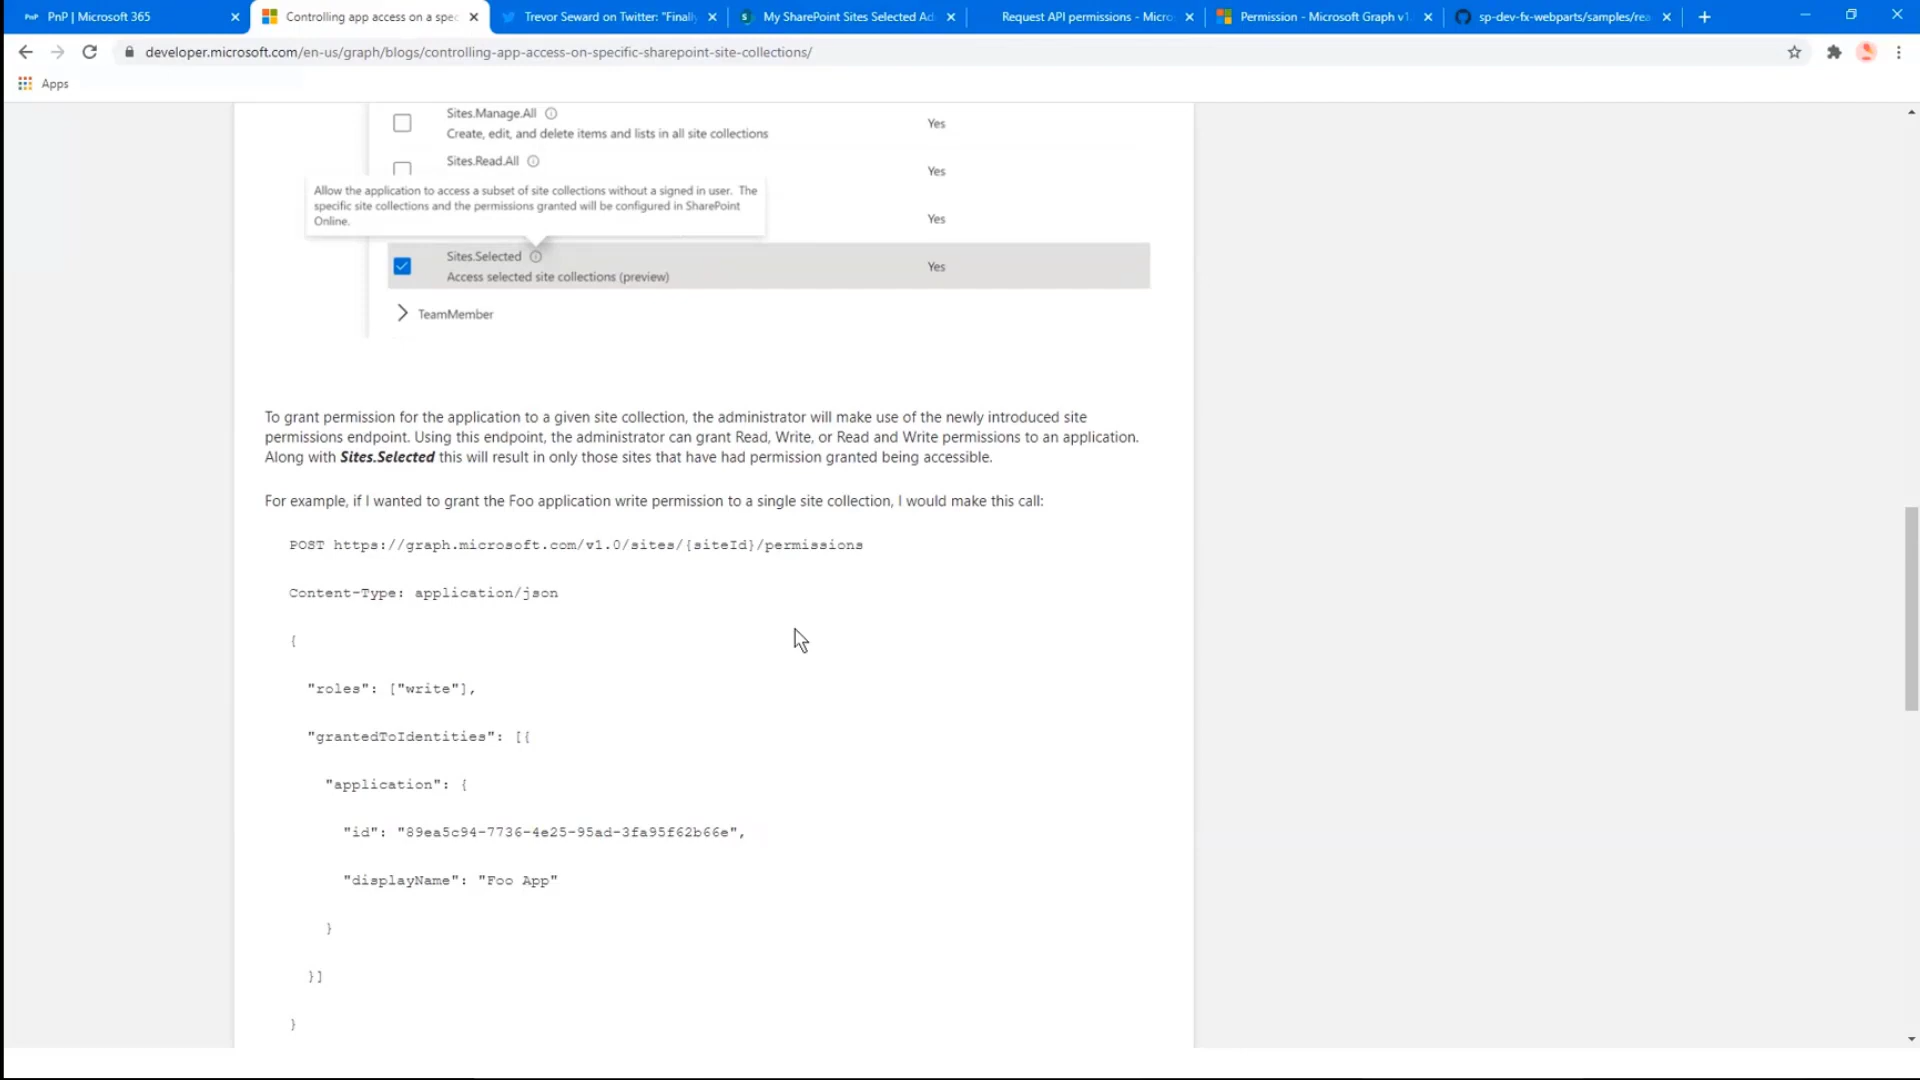 PnP PnP | Microsoft 365
Controlling app access on a spec
Trevor Seward on Twitter: "Finally
My SharePoint Sites Selected Ad
Request API permissions - Micro
Permission - Microsoft Graph v1.
sp-dev-fx-webparts/samples/rea
developer.microsoft.com/en-us/graph/blogs/controlling-app-access-on-specific-sharepoint-site-collections/
Apps
Sites.Manage.All
Create, edit, and delete items and lists in all site collections
Yes
Sites.Read.All
Yes
Allow the application to access a subset of site collections without a signed in user. The
specific site collections and the permissions granted will be configured in SharePoint
Online.
Yes
Sites.Selected
Access selected site collections (preview)
Yes
TeamMember
To grant permission for the application to a given site collection, the administrator will make use of the newly introduced site
permissions endpoint. Using this endpoint, the administrator can grant Read, Write, or Read and Write permissions to an application.
Along with Sites.Selected this will result in only those sites that have had permission granted being accessible.
For example, if I wanted to grant the Foo application write permission to a single site collection, I would make this call:
POST https://graph.microsoft.com/v1.0/sites/{siteId}/permissions
Content-Type: application/json
{
"roles": ["write"],
"grantedToIdentities": [{
"application": {
"id": "89ea5c94-7736-4e25-95ad-3fa95f62b66e",
"displayName": "Foo App"
}
}]
}